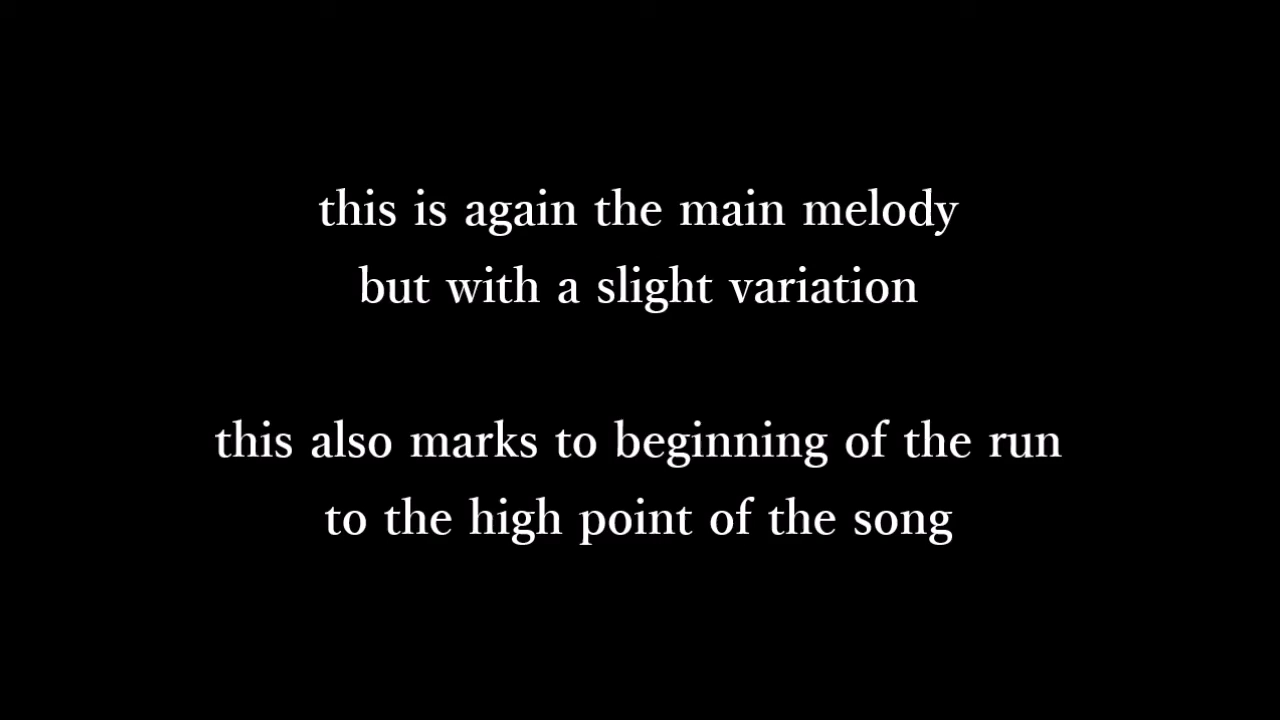 this is again the main melody
but with a slight variation
this also marks to beginning of the run
to the high point of the song